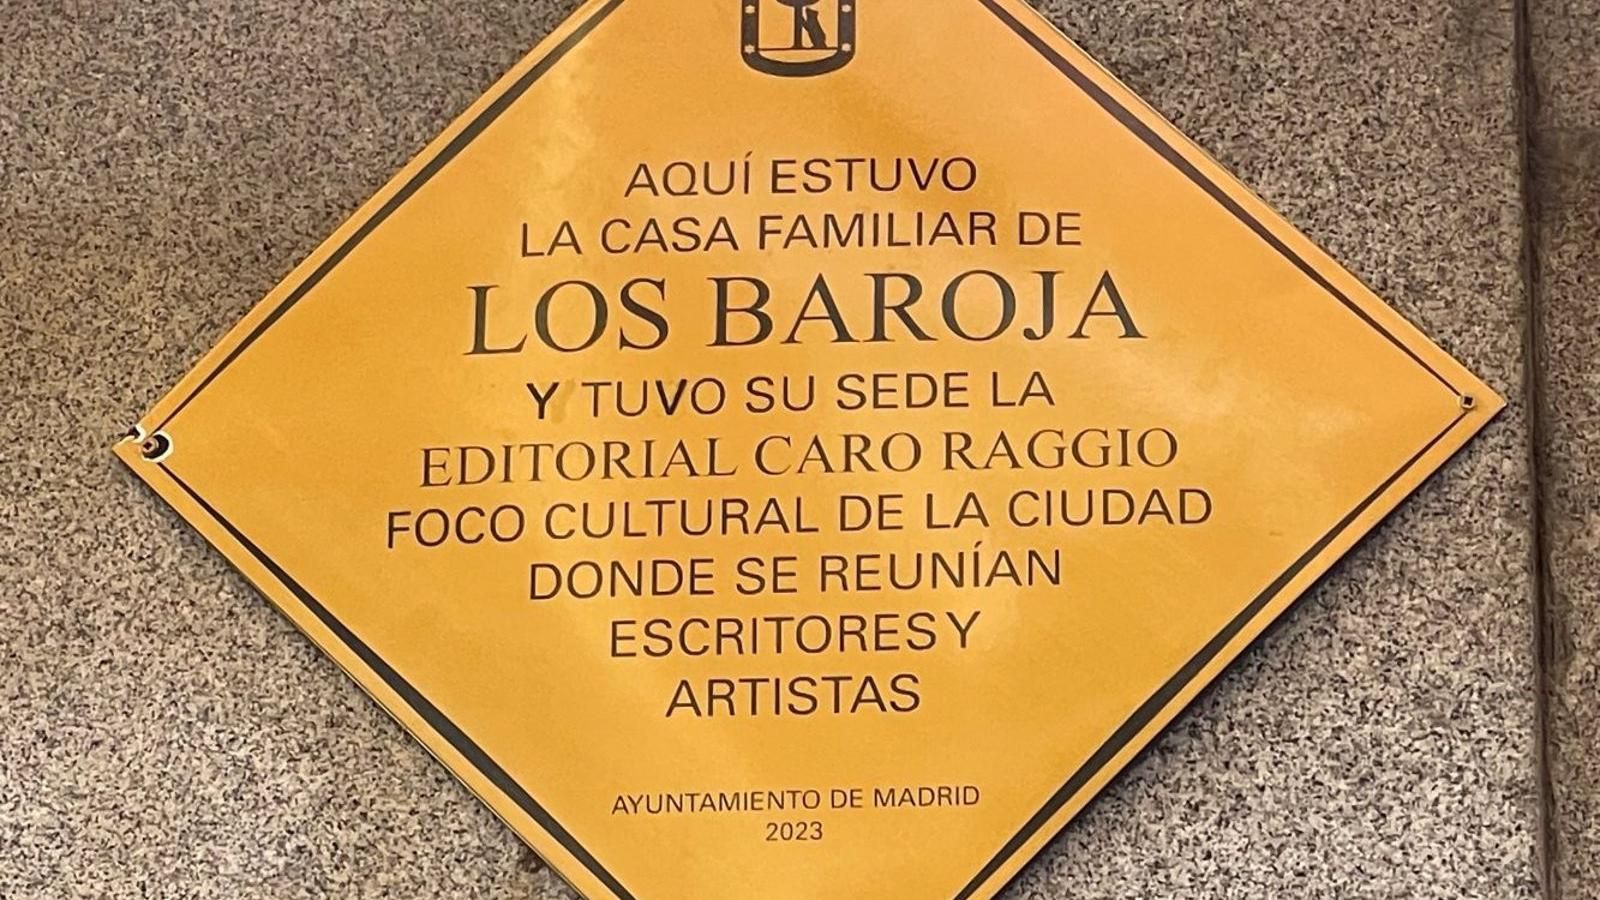 AQUÍ ESTUVO
LA CASA FAMILIAR DE
LOS BAROJA
Y TUVO SU SEDE LA
EDITORIAL CARO RAGGIO
FOCO CULTURAL DE LA CIUDAD
DONDE SE REUNÍAN
ESCRITORES Y
ARTISTAS
AYUNTAMIENTO DE MADRID
2023